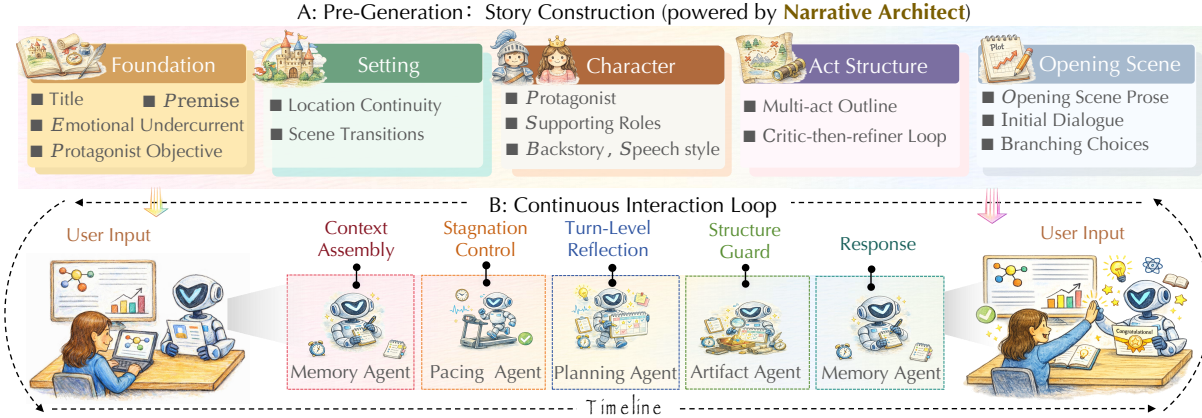 A: Pre-Generation: Story Construction (powered by Narrative Architect)
Foundation
Title
Premise
Emotional Undercurrent
Protagonist Objective
Setting
Location Continuity
Scene Transitions
Character
Protagonist
Supporting Roles
Backstory, Speech style
Act Structure
Multi-act Outline
Critic-then-refiner Loop
Plot
Opening Scene
Opening Scene Prose
Initial Dialogue
Branching Choices
B: Continuous Interaction Loop
User Input
Context
Assembly
Memory Agent
Stagnation
Control
Pacing Agent
Turn-Level
Reflection
Planning Agent
Structure
Guard
Artifact Agent
Response
Memory Agent
User Input
Congratulations!
Timeline